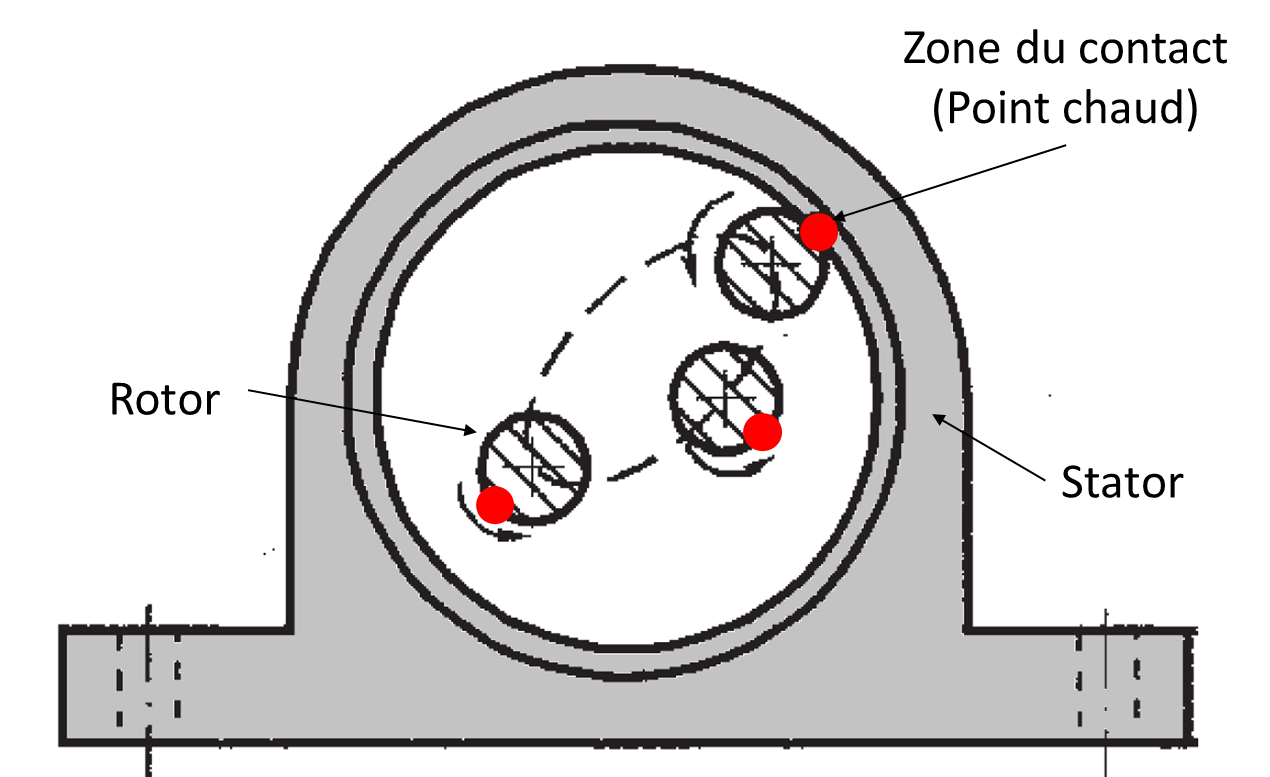 Zone du contact
(Point chaud)
Rotor
Stator